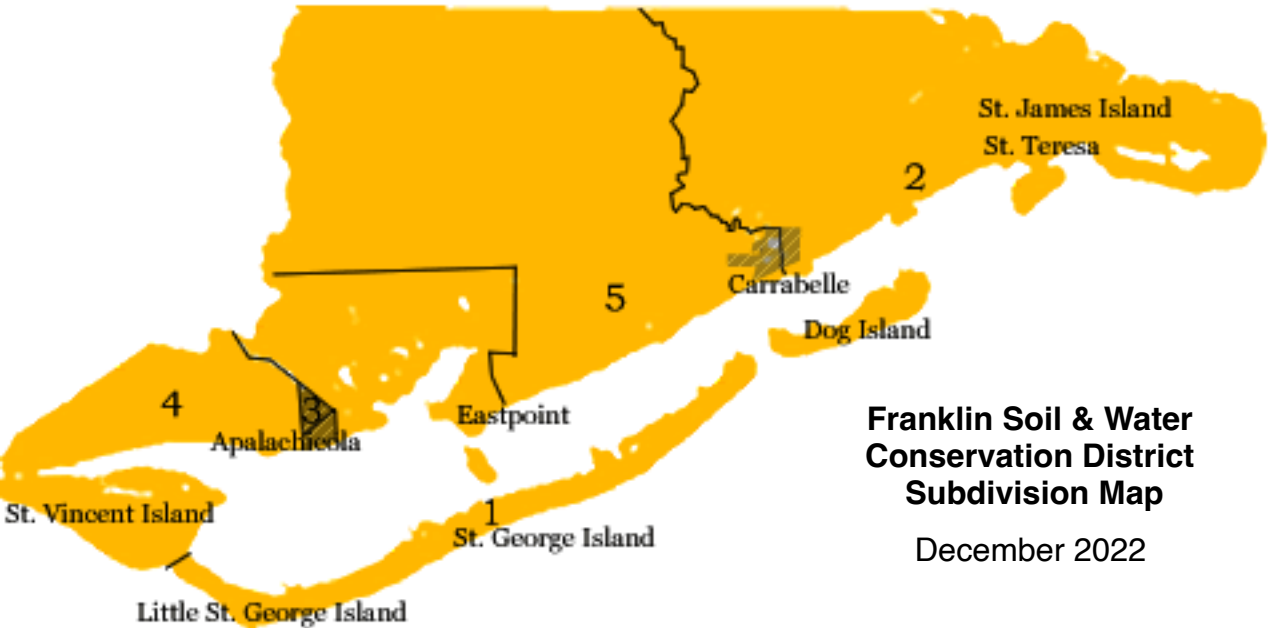 St. James Island
St. Teresa
2
Carrabelle
5
Dog Island
4
3
Apalachicola
Eastpoint
Franklin Soil & Water
Conservation District
Subdivision Map
December 2022
St. Vincent Island
1
St. George Island
Little St. George Island